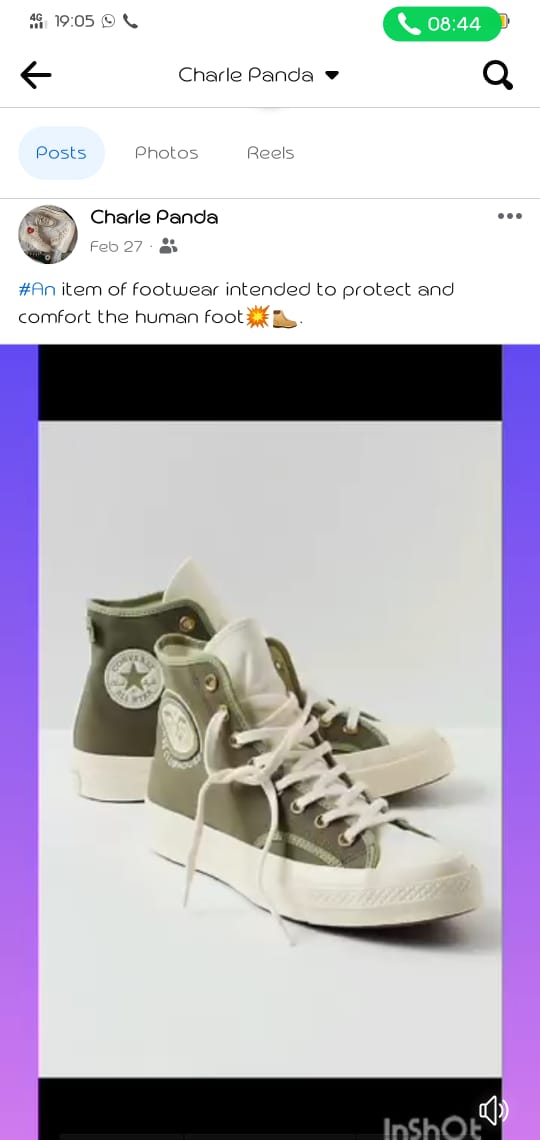 4G 19:05 08:44
Charle Panda
Posts Photos Reels
Charle Panda
Feb 27 ·
#An item of footwear intended to protect and
comfort the human foot💥🥾.
CONVERSE
ALL STAR
InShOt